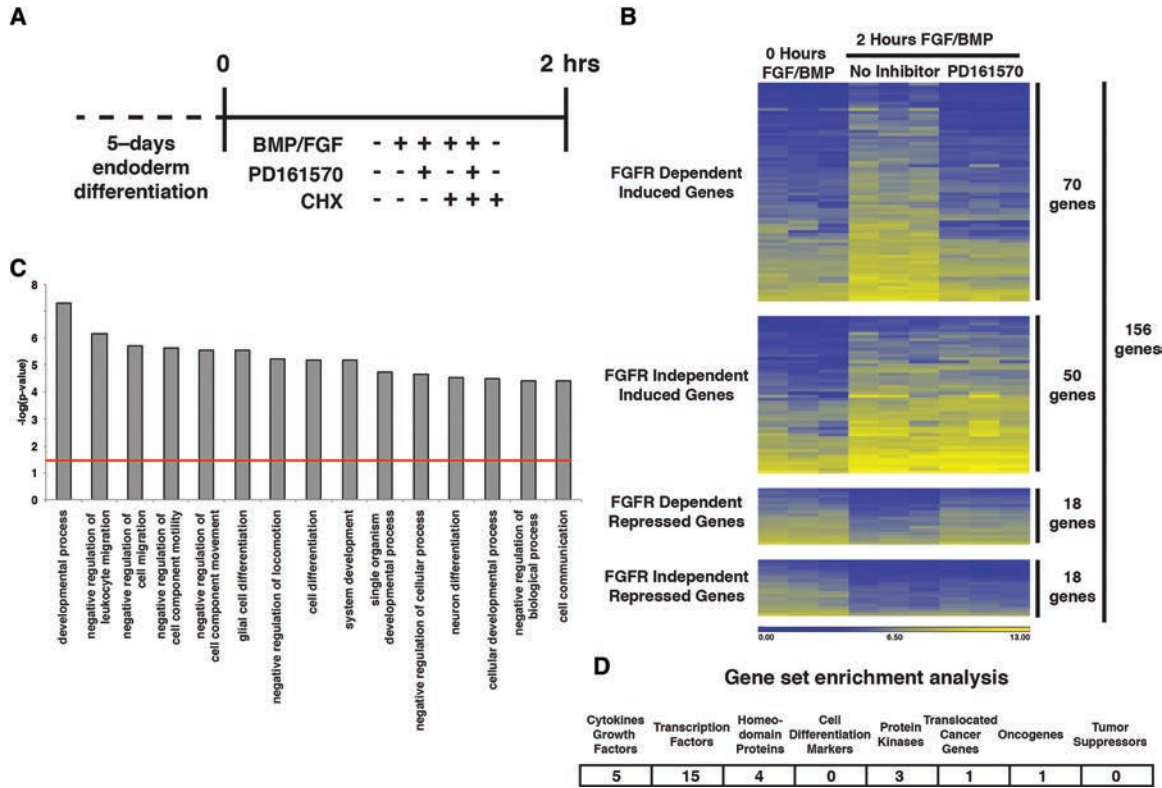 A
0
2 hrs
5–days
endoderm
differentiation
BMP/FGF - + + + + -
PD161570 - - + - + -
CHX - - - + + +
B
0 Hours
FGF/BMP
2 Hours FGF/BMP
No Inhibitor PD161570
FGFR Dependent
Induced Genes
70
genes
FGFR Independent
Induced Genes
50
genes
156
genes
FGFR Dependent
Repressed Genes
18
genes
FGFR Independent
Repressed Genes
18
genes
0.00 6.50 13.00
C
-log(p-value)
8
7
6
5
4
3
2
1
0
developmental process
negative regulation of
leukocyte migration
negative regulation of
cell migration
negative regulation of
cell component motility
negative regulation of
cell component movement
glial cell differentiation
negative regulation of locomotion
cell differentiation
system development
single organism
developmental process
negative regulation of cellular process
neuron differentiation
cellular developmental process
negative regulation of
biological process
cell communication
D
Gene set enrichment analysis
Cytokines
Growth
Factors
Transcription
Factors
Homeo-
domain
Proteins
Cell
Differentiation
Markers
Protein
Kinases
Translocated
Cancer
Genes
Oncogenes
Tumor
Suppressors
5 15 4 0 3 1 1 0